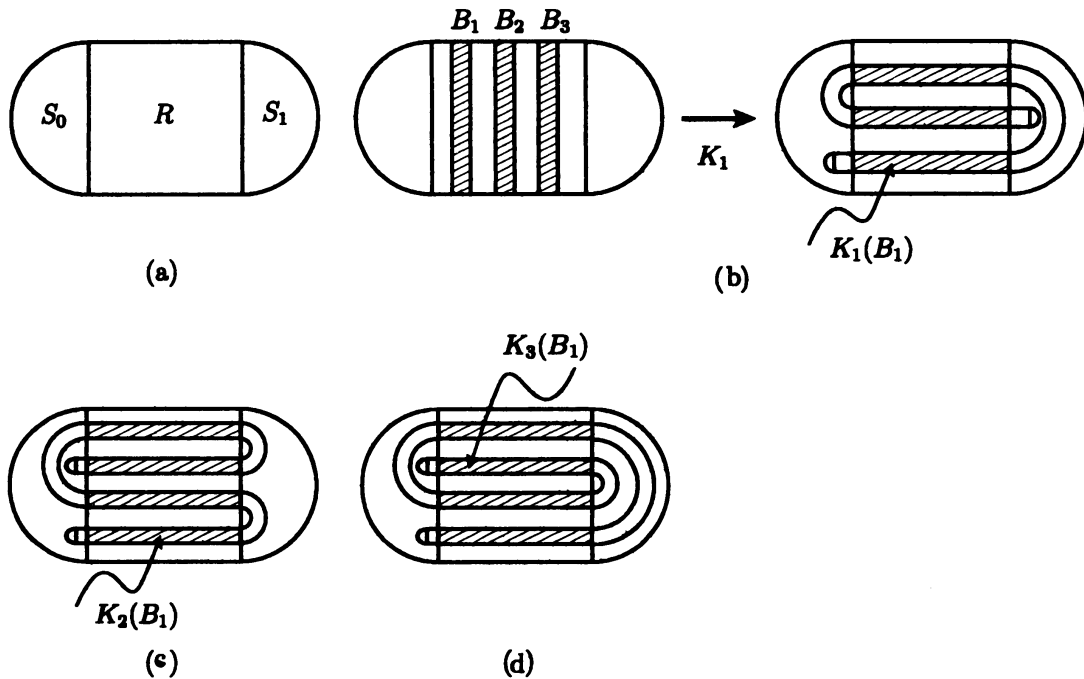 B₁ B₂ B₃
S₀ R S₁
K₁
K₁(B₁)
(a)
(b)
K₃(B₁)
K₂(B₁)
(c)
(d)